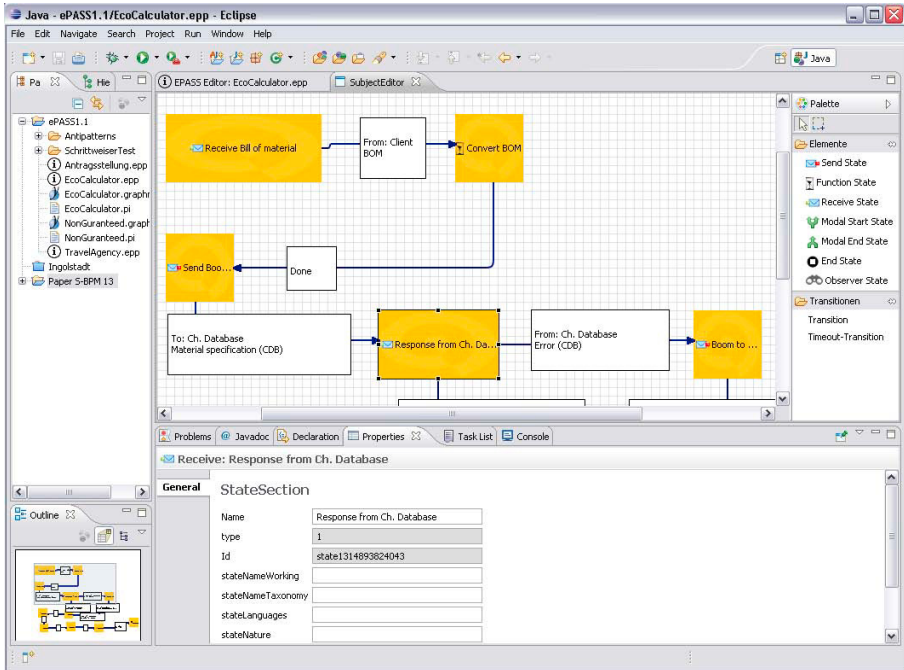 Java - ePASS1.1/EcoCalculator.epp - Eclipse
File Edit Navigate Search Project Run Window Help
Java
Pa
Hie
EPASS Editor: EcoCalculator.epp
SubjectEditor
ePASS1.1
Antipatterns
SchrittweiserTest
Antragsstellung.epp
EcoCalculator.epp
EcoCalculator.graphr
EcoCalculator.pi
NonGuranteed.graph
NonGuranteed.pi
TravelAgency.epp
Ingolstadt
Paper S-BPM 13
Receive Bill of material
From: Client
BOM
Convert BOM
Send Boo...
Done
To: Ch. Database
Material specification (CDB)
Response from Ch. Da...
From: Ch. Database
Error (CDB)
Boom to ...
Palette
Elemente
Send State
Function State
Receive State
Modal Start State
Modal End State
End State
Observer State
Transitionen
Transition
Timeout-Transition
Outline
Problems
Javadoc
Declaration
Properties
Task List
Console
Receive: Response from Ch. Database
General
StateSection
Name Response from Ch. Database
type 1
Id state1314893824043
stateNameWorking
stateNameTaxonomy
stateLanguages
stateNature